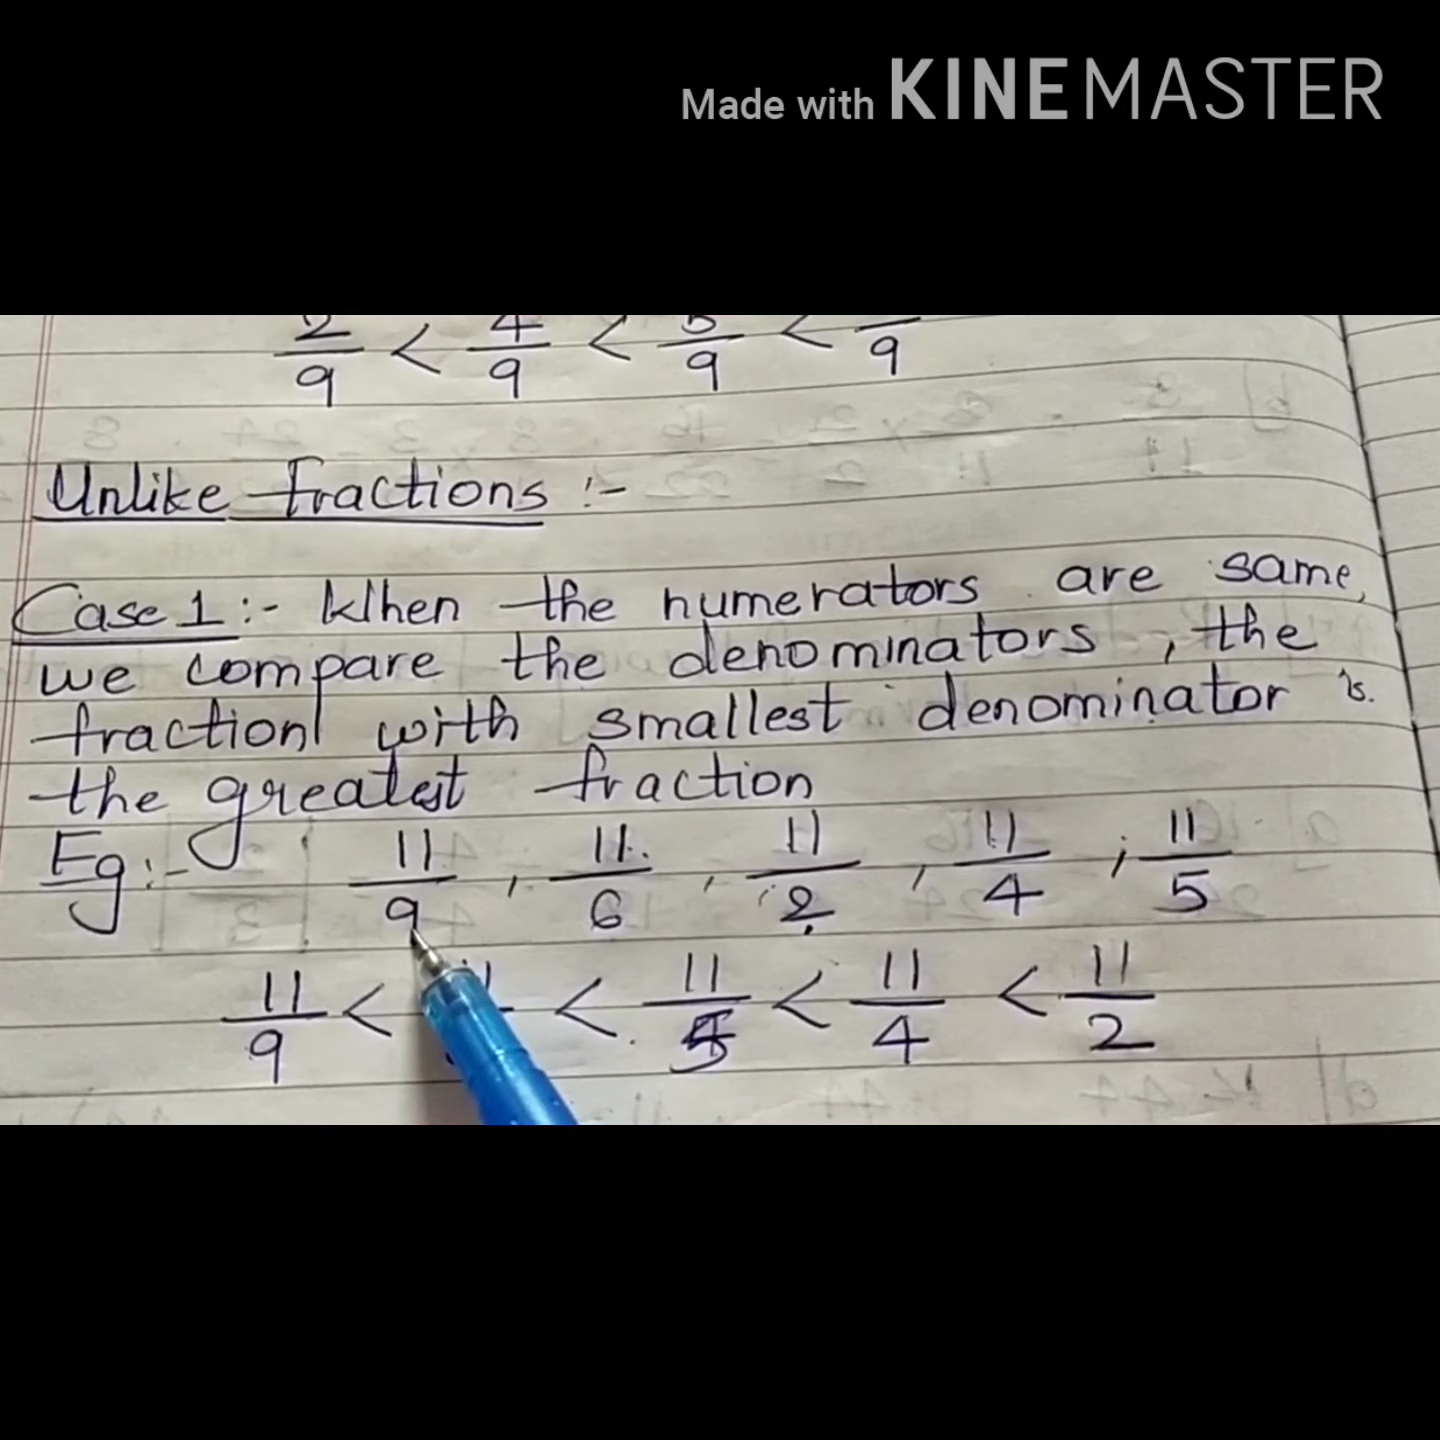 Made with KINEMASTER
2/9 < 4/9 < 5/9 < /9
Unlike fractions :-
Case 1 :- When the numerators are same,
we compare the denominators, the
fraction with smallest denominator is.
the greatest fraction
Eg :- 11/9 , 11/6 , 11/2 , 11/4 , 11/5
11/9 < < 11/5 < 11/4 < 11/2